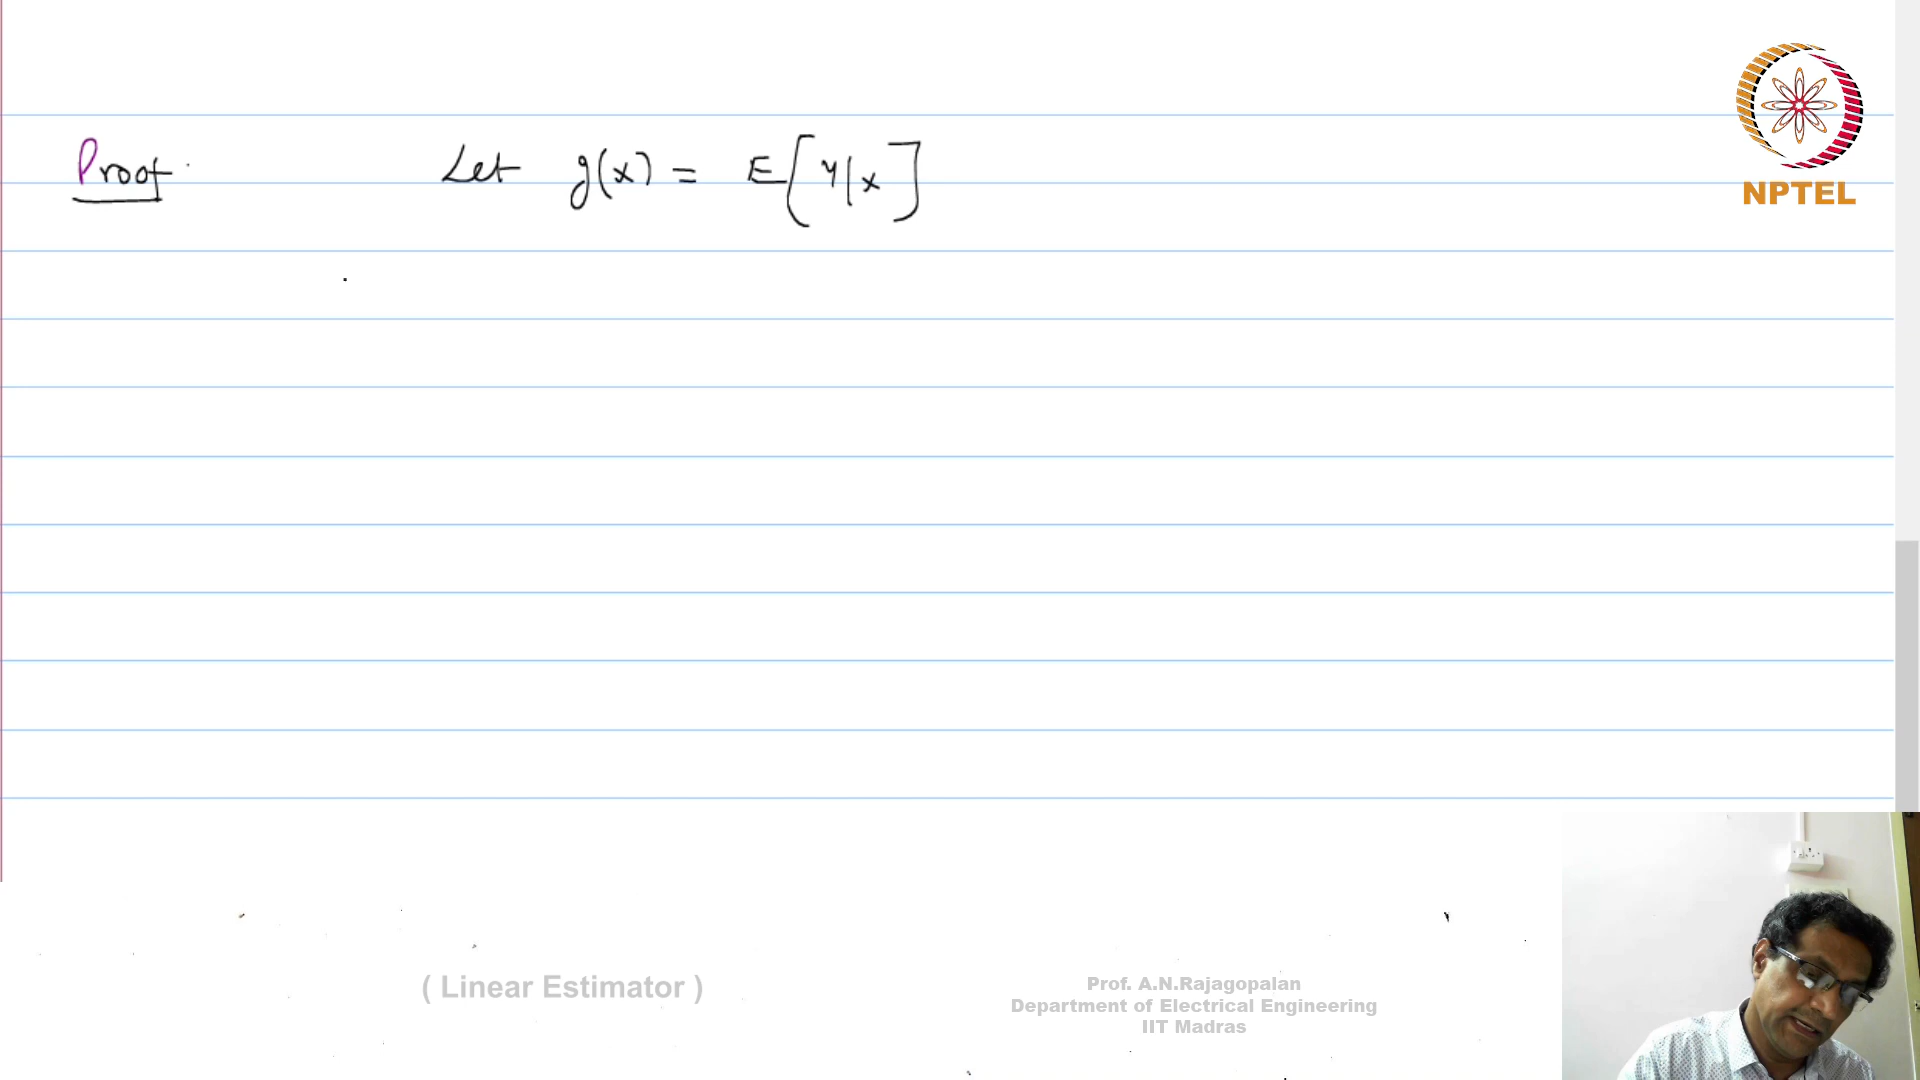 Proof Let g(x) = E[Y/x]
NPTEL
( Linear Estimator )
Prof. A.N.Rajagopalan
Department of Electrical Engineering
IIT Madras